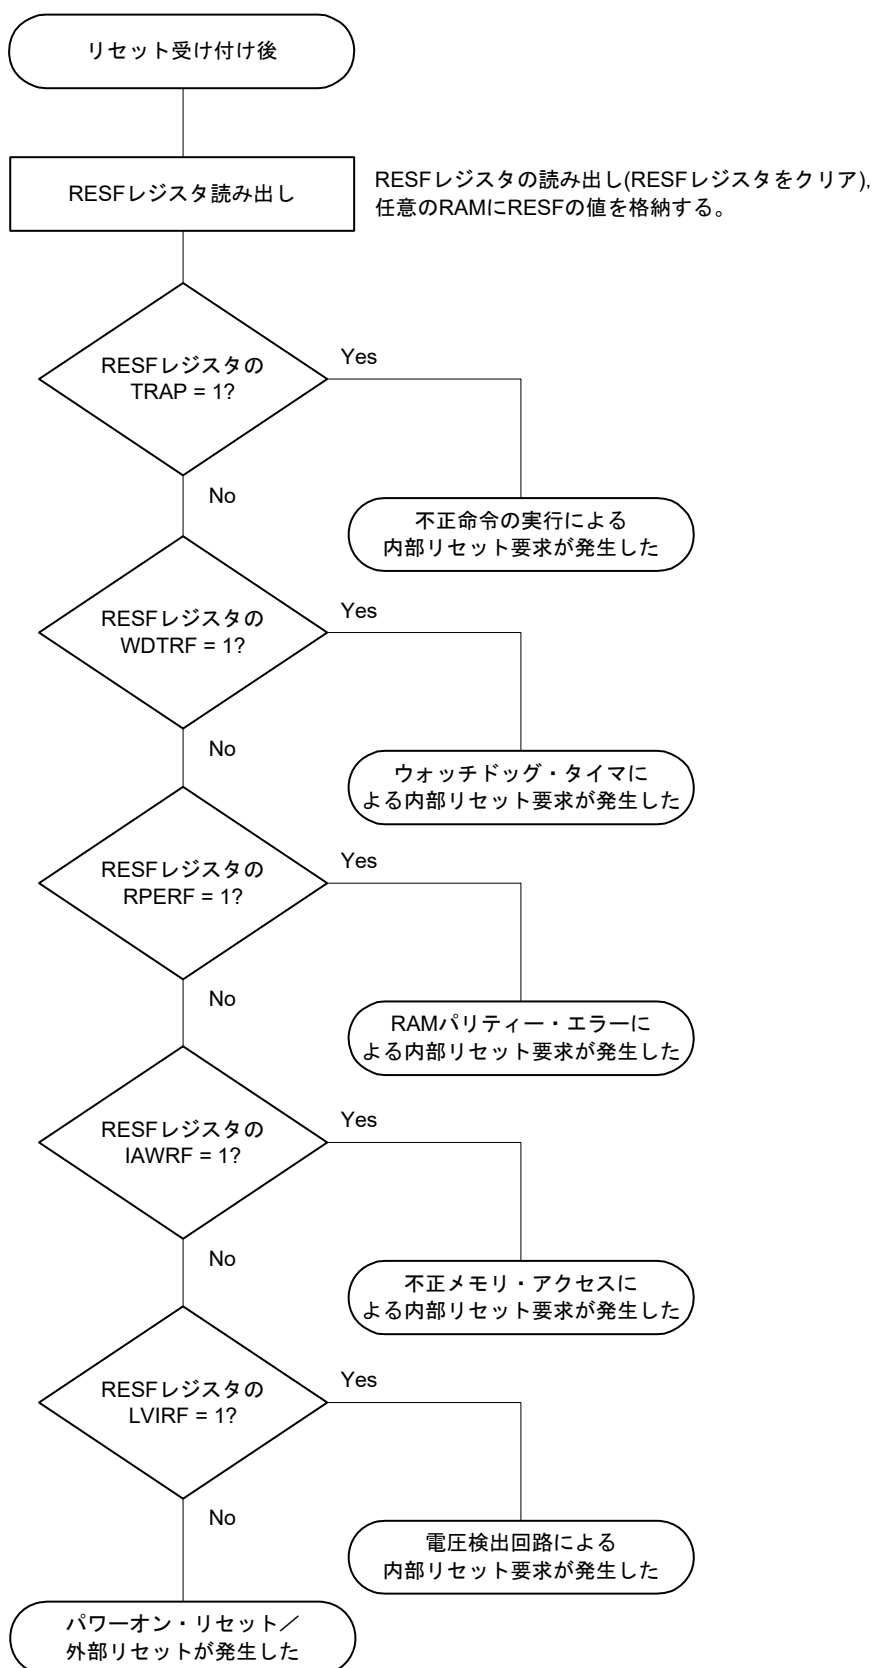 リセット受け付け後
RESFレジスタ読み出し
RESFレジスタの読み出し(RESFレジスタをクリア),
任意のRAMにRESFの値を格納する。
RESFレジスタの
TRAP = 1?
Yes
No
不正命令の実行による
内部リセット要求が発生した
RESFレジスタの
WDTRF = 1?
Yes
No
ウォッチドッグ・タイマに
よる内部リセット要求が発生した
RESFレジスタの
RPERF = 1?
Yes
No
RAMパリティー・エラーに
よる内部リセット要求が発生した
RESFレジスタの
IAWRF = 1?
Yes
No
不正メモリ・アクセスに
よる内部リセット要求が発生した
RESFレジスタの
LVIRF = 1?
Yes
No
電圧検出回路による
内部リセット要求が発生した
パワーオン・リセット／
外部リセットが発生した